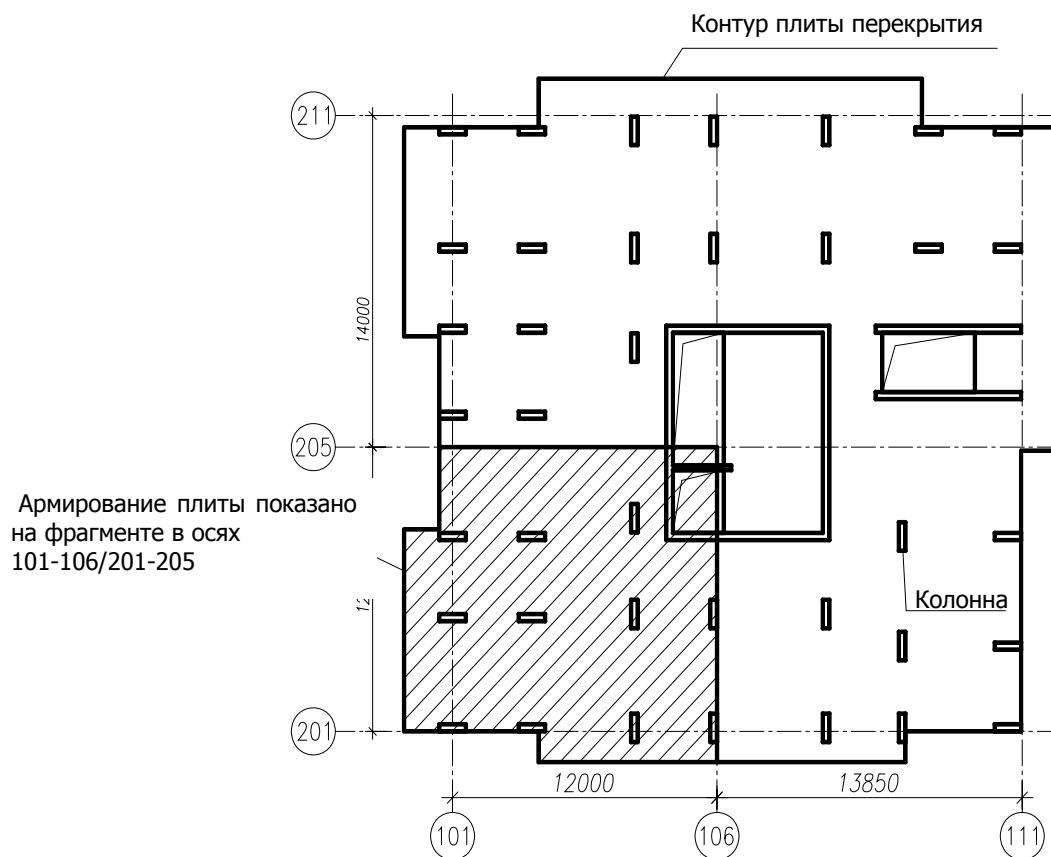 Контур плиты перекрытия
211
14000
205
Армирование плиты показано
на фрагменте в осях
101-106/201-205
12
Колонна
201
12000
13850
101
106
111